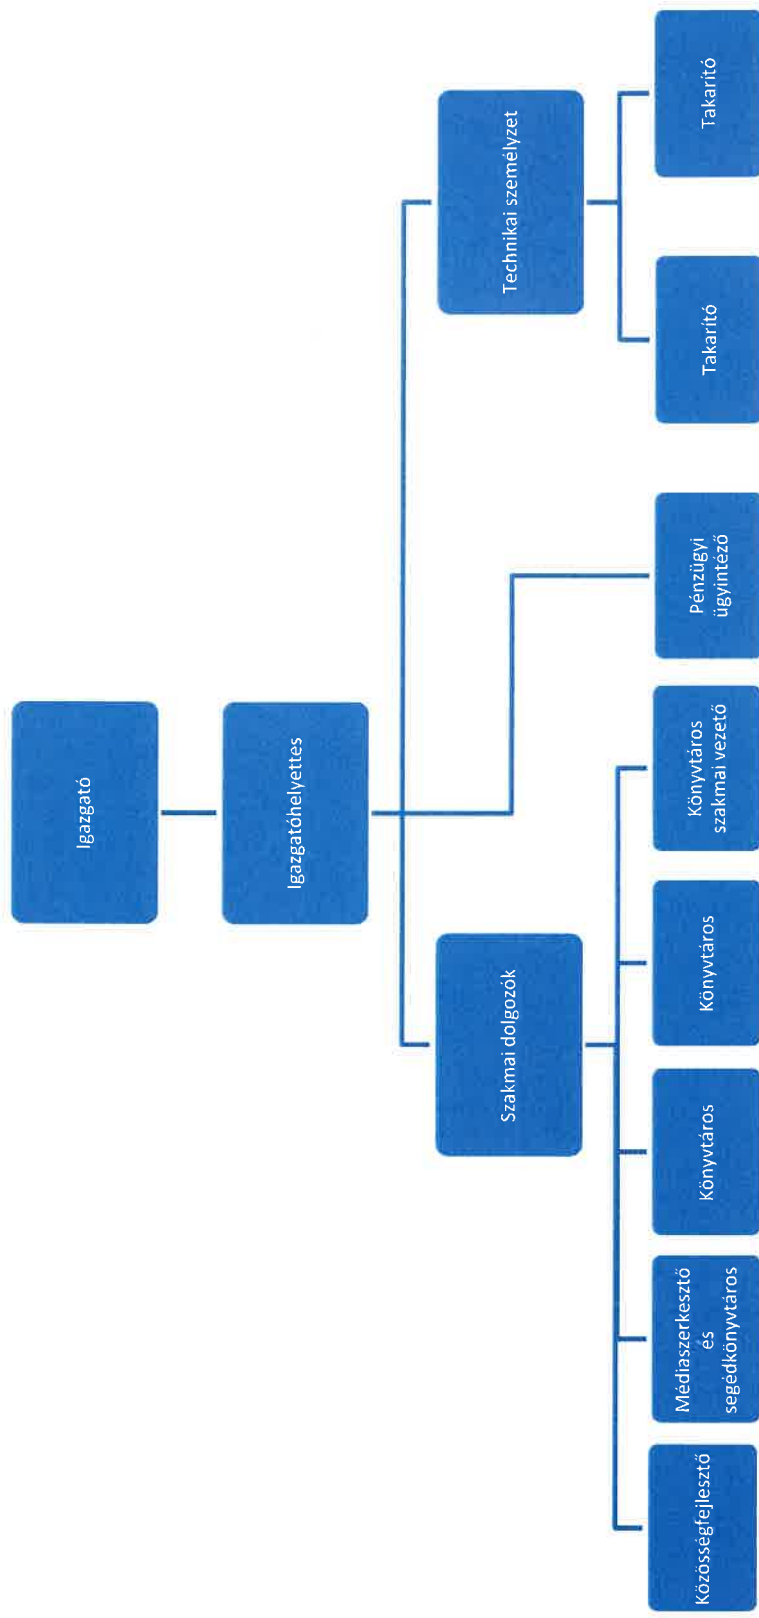 Igazgató
Igazgatóhelyettes
Szakmai dolgozók
Technikai személyzet
Közösségfejlesztő
Médiaszerkesztő
és
segédkönyvtáros
Könyvtáros
Könyvtáros
Könyvtáros
szakmai vezető
Pénzügyi
ügyintéző
Takarító
Takarító